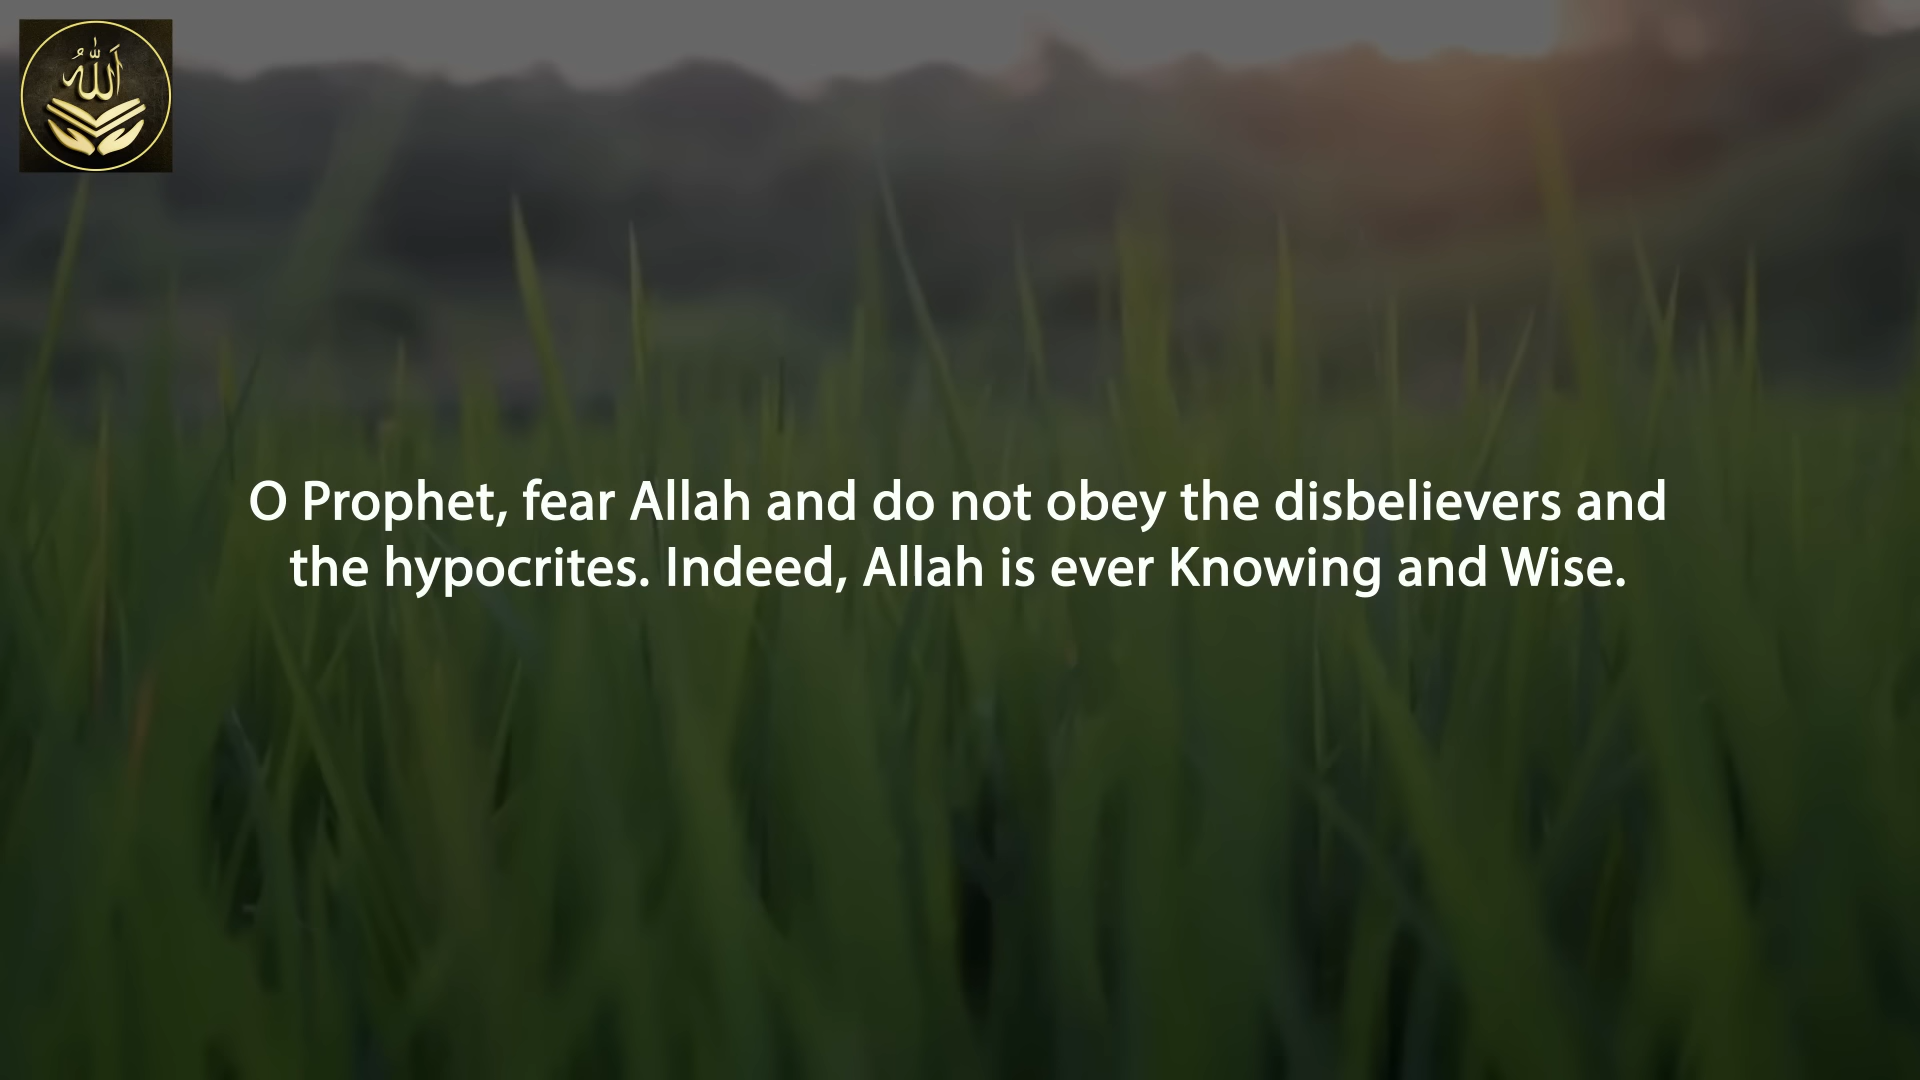 اللهُ
O Prophet, fear Allah and do not obey the disbelievers and
the hypocrites. Indeed, Allah is ever Knowing and Wise.